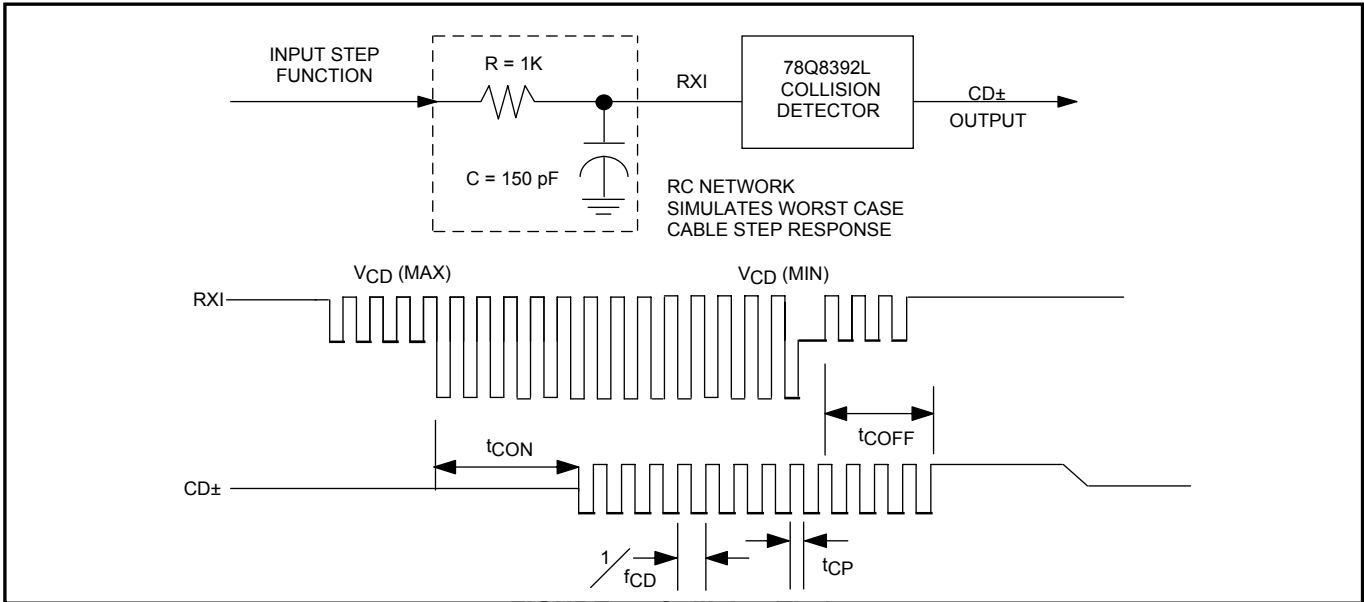 INPUT STEP
FUNCTION
R = 1K
RXI
78Q8392L
COLLISION
DETECTOR
CD±
OUTPUT
C = 150 pF
RC NETWORK
SIMULATES WORST CASE
CABLE STEP RESPONSE
VCD (MAX)
VCD (MIN)
RXI
tCOFF
tCON
CD±
1/fCD
tCP